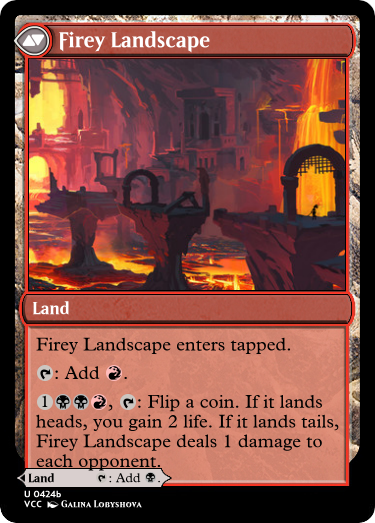 Firey Landscape
Land
Firey Landscape enters tapped.
: Add .
1, : Flip a coin. If it lands
heads, you gain 2 life. If it lands tails,
Firey Landscape deals 1 damage to
each opponent.
Land : Add .
U 0424b
VCC Galina Lobyshova